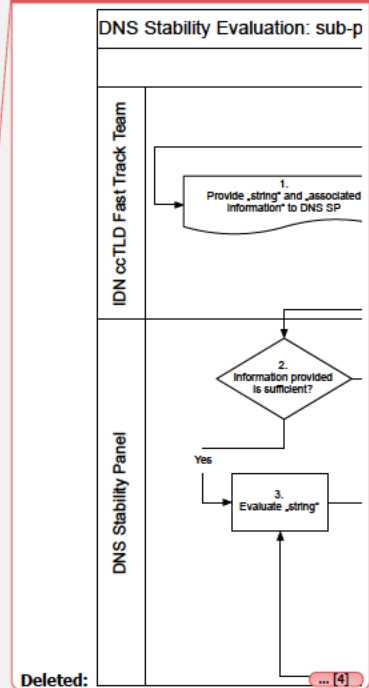 DNS Stability Evaluation: sub-p
IDN ccTLD Fast Track Team
1.
Provide „string“ and „associated
Information“ to DNS SP
DNS Stability Panel
2.
Information provided
is sufficient?
Yes
3.
Evaluate „string“
Deleted:
... [4]